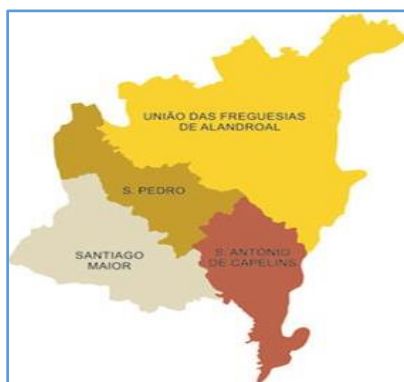 UNIÃO DAS FREGUESIAS
DE ALANDROAL
S. PEDRO
SANTIAGO
MAIOR
S. ANTÓNIO
DE CAPELINS